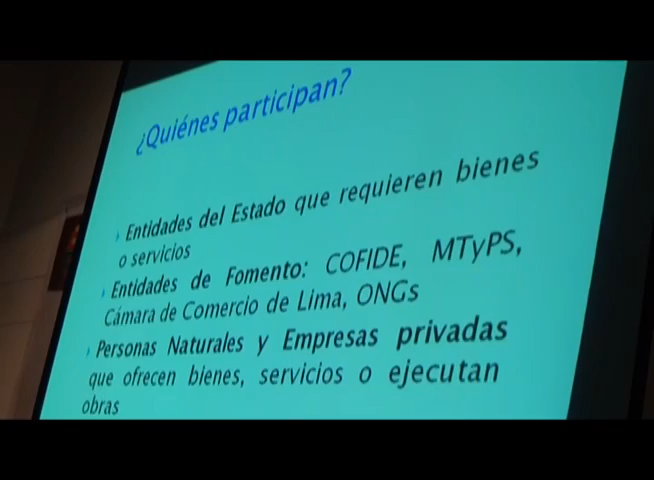 ¿Quiénes participan?
Entidades del Estado que requieren bienes
o servicios
Entidades de Fomento: COFIDE, MTyPS,
Cámara de Comercio de Lima, ONGs
Personas Naturales y Empresas privadas
que ofrecen bienes, servicios o ejecutan
obras